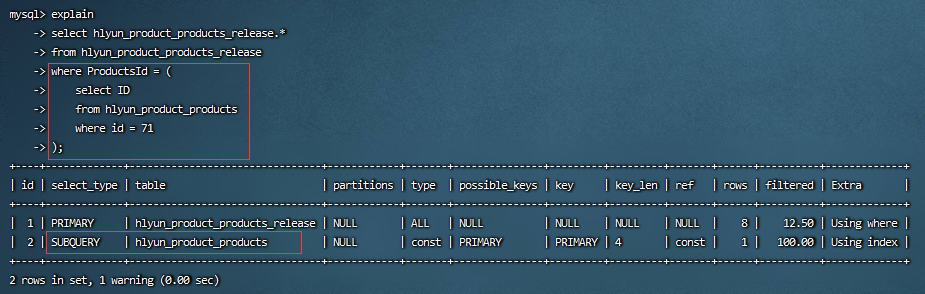 mysql> explain
    -> select hlyun_product_products_release.*
    -> from hlyun_product_products_release
    -> where ProductsId = (
    ->     select ID
    ->     from hlyun_product_products
    ->     where id = 71
    -> );
+----+-------------+--------------------------------+------------+-------+---------------+---------+---------+-------+------+----------+-------------+
| id | select_type | table                          | partitions | type  | possible_keys | key     | key_len | ref   | rows | filtered | Extra       |
+----+-------------+--------------------------------+------------+-------+---------------+---------+---------+-------+------+----------+-------------+
|  1 | PRIMARY     | hlyun_product_products_release | NULL       | ALL   | NULL          | NULL    | NULL    | NULL  |    8 |    12.50 | Using where |
|  2 | SUBQUERY    | hlyun_product_products         | NULL       | const | PRIMARY       | PRIMARY | 4       | const |    1 |   100.00 | Using index |
+----+-------------+--------------------------------+------------+-------+---------------+---------+---------+-------+------+----------+-------------+
2 rows in set, 1 warning (0.00 sec)